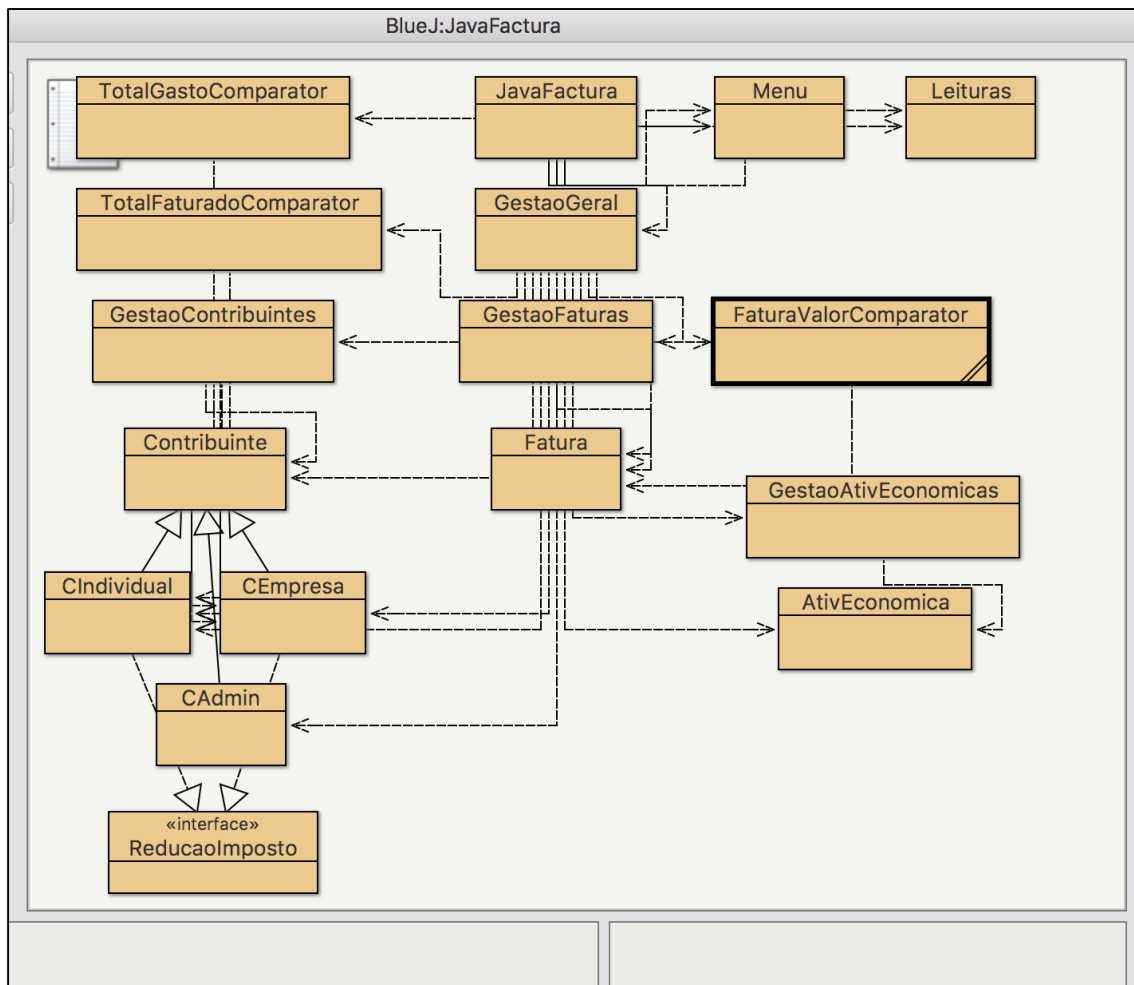 BlueJ:JavaFactura
TotalGastoComparator
JavaFactura
Menu
Leituras
TotalFaturadoComparator
GestaoGeral
GestaoContribuintes
GestaoFaturas
FaturaValorComparator
Contribuinte
Fatura
GestaoAtivEconomicas
CIndividual
CEmpresa
AtivEconomica
CAdmin
«interface»
ReducaoImposto